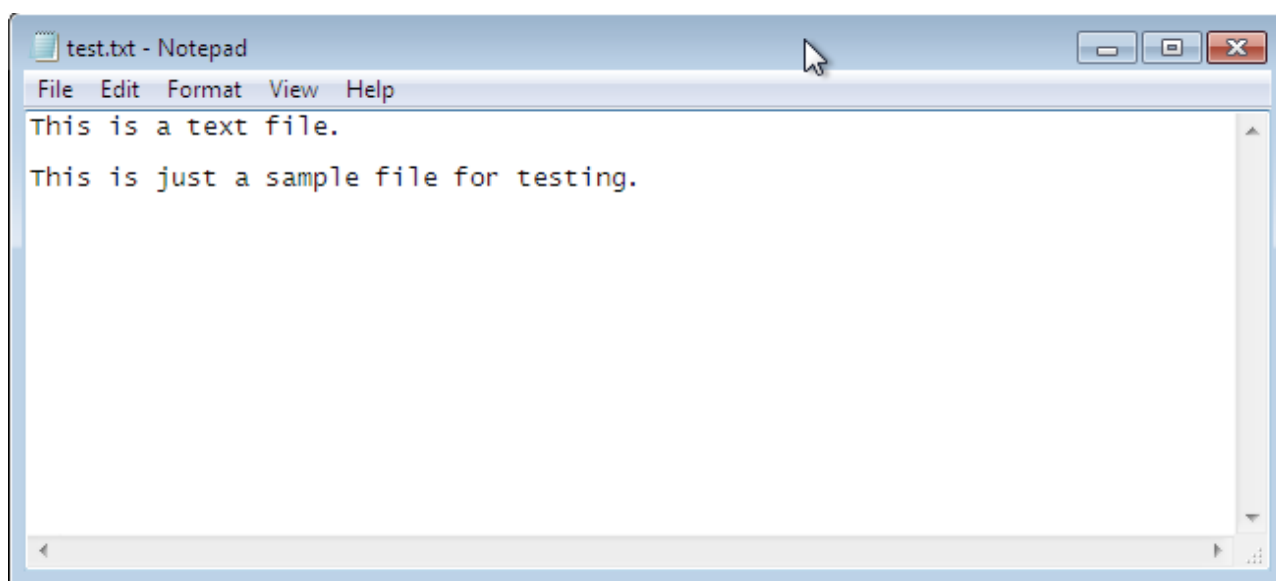 test.txt - Notepad
File Edit Format View Help
This is a text file.
This is just a sample file for testing.